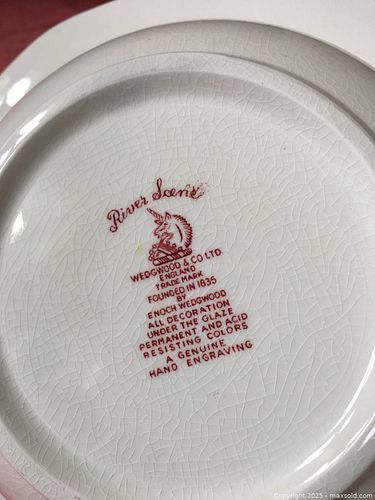 River Scene
WEDGWOOD & CO LTD.
ENGLAND
TRADE MARK
FOUNDED IN 1835
BY
ENOCH WEDGWOOD
ALL DECORATION
UNDER THE GLAZE
PERMANENT AND ACID
RESISTING COLORS
A GENUINE
HAND ENGRAVING
Copyright 2025 - maxsold.com